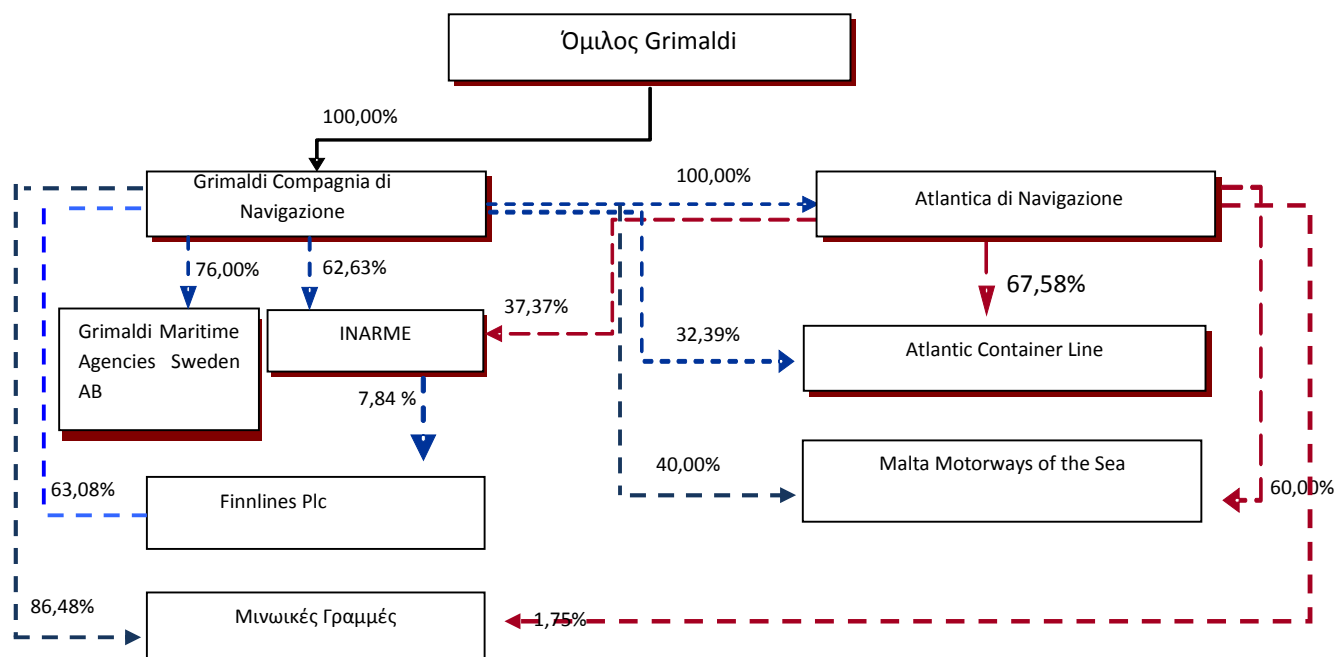 Όμιλος Grimaldi
100,00%
Grimaldi Compagnia di
Navigazione
100,00%
Atlantica di Navigazione
76,00%
62,63%
67,58%
37,37%
Grimaldi Maritime
Agencies Sweden
AB
INARME
32,39%
Atlantic Container Line
7,84 %
Malta Motorways of the Sea
40,00%
60,00%
63,08%
Finnlines Plc
86,48%
Μινωικές Γραμμές
1,75%